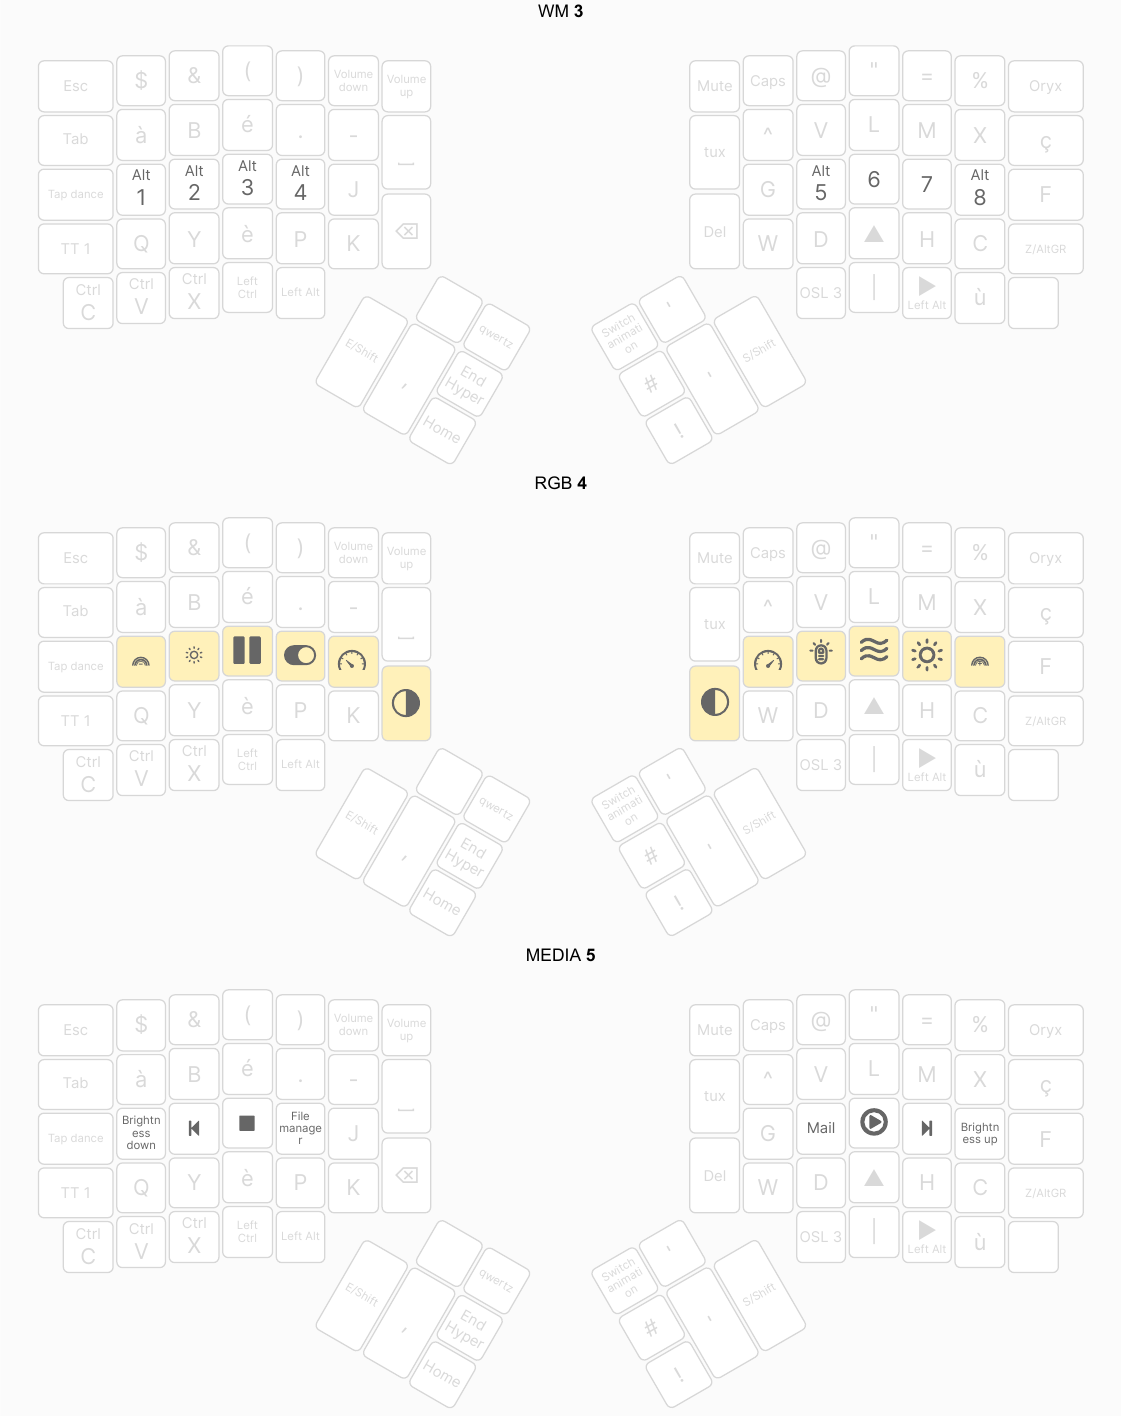 WM 3
Esc $ & ( ) Volume down Volume up Mute Caps @ " = % Oryx
Tab à B é . - _ tux ^ V L M X ç
Tap dance Alt 1 Alt 2 Alt 3 Alt 4 J G Alt 5 6 7 Alt 8 F
TT 1 Q Y è P K Del W D ▲ H C Z/AltGR
Ctrl C Ctrl V Ctrl X Left Ctrl Left Alt OSL 3 | ▶ Left Alt ù
E/Shift , qwertz End Hyper Home Switch animati on ' # ! ' S/Shift
RGB 4
Esc $ & ( ) Volume down Volume up Mute Caps @ " = % Oryx
Tab à B é . - _ tux ^ V L M X ç
Tap dance F
TT 1 Q Y è P K W D ▲ H C Z/AltGR
Ctrl C Ctrl V Ctrl X Left Ctrl Left Alt OSL 3 | ▶ Left Alt ù
E/Shift , qwertz End Hyper Home Switch animati on ' # ! ' S/Shift
MEDIA 5
Esc $ & ( ) Volume down Volume up Mute Caps @ " = % Oryx
Tab à B é . - _ tux ^ V L M X ç
Tap dance Brightn ess down File manage r J G Mail Brightn ess up F
TT 1 Q Y è P K Del W D ▲ H C Z/AltGR
Ctrl C Ctrl V Ctrl X Left Ctrl Left Alt OSL 3 | ▶ Left Alt ù
E/Shift , qwertz End Hyper Home Switch animati on ' # ! ' S/Shift